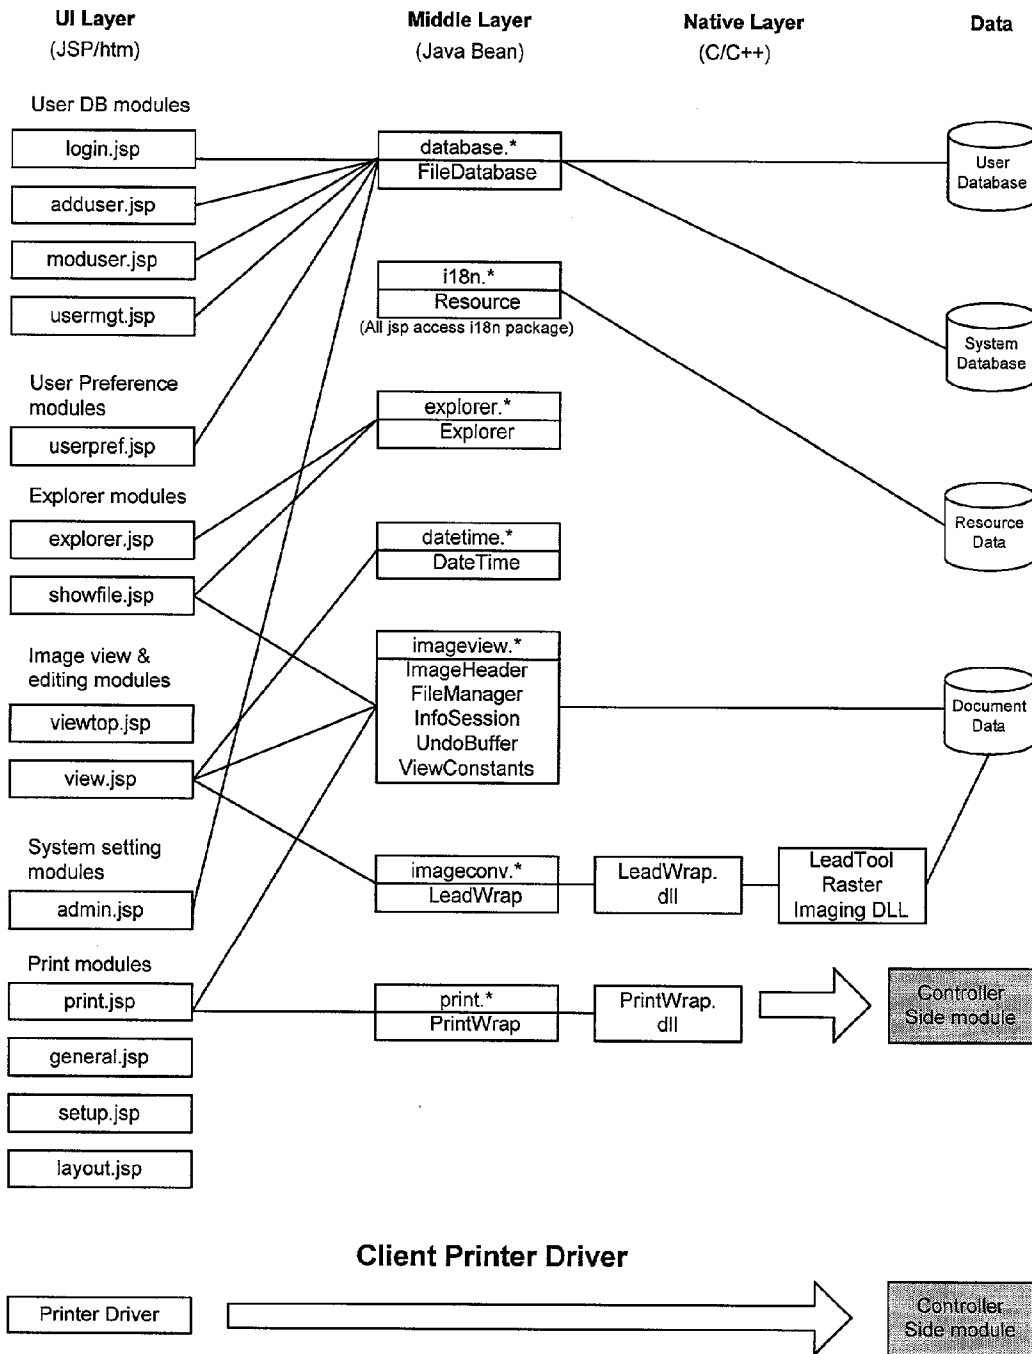 UI Layer
(JSP/htm)
Middle Layer
(Java Bean)
Native Layer
(C/C++)
Data
User DB modules
login.jsp
adduser.jsp
moduser.jsp
usermgt.jsp
User Preference
modules
userpref.jsp
Explorer modules
explorer.jsp
showfile.jsp
Image view &
editing modules
viewtop.jsp
view.jsp
System setting
modules
admin.jsp
Print modules
print.jsp
general.jsp
setup.jsp
layout.jsp
database.*
FileDatabase
i18n.*
Resource
(All jsp access i18n package)
explorer.*
Explorer
datetime.*
DateTime
imageview.*
ImageHeader
FileManager
InfoSession
UndoBuffer
ViewConstants
imageconv.*
LeadWrap
print.*
PrintWrap
LeadWrap.
dll
LeadTool
Raster
Imaging DLL
PrintWrap.
dll
User
Database
System
Database
Resource
Data
Document
Data
Controller
Side module
Client Printer Driver
Printer Driver
Controller
Side module